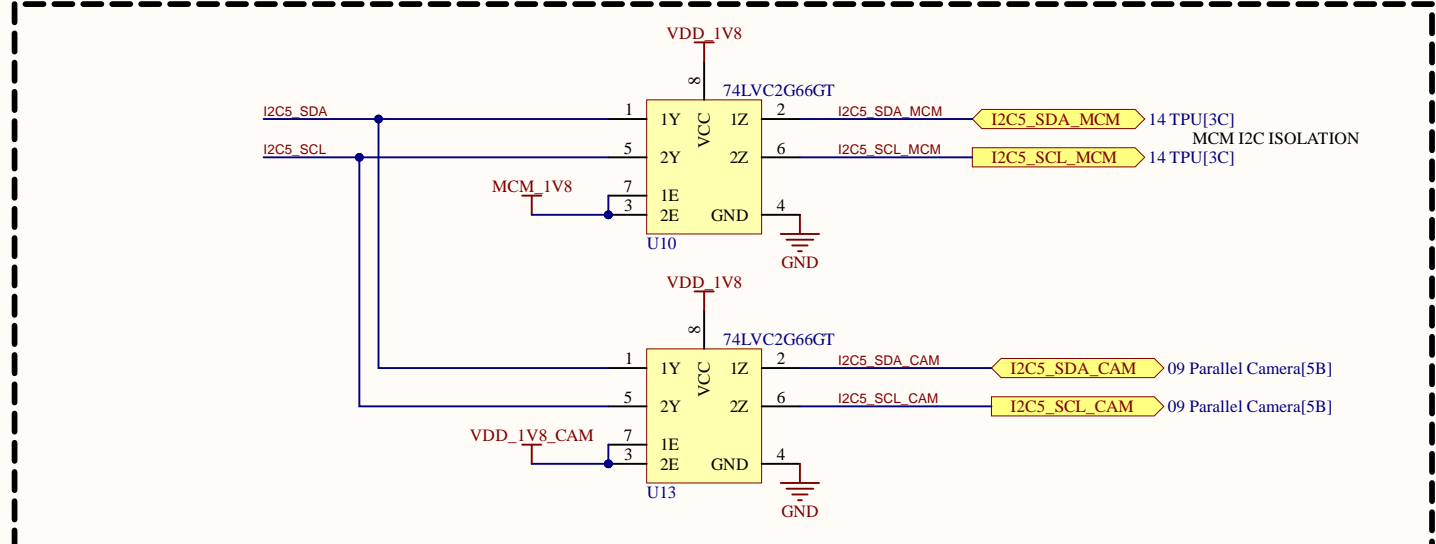 VDD_1V8
8
74LVC2G66GT
I2C5_SDA 1 1Y VCC 1Z 2 I2C5_SDA_MCM I2C5_SDA_MCM 14 TPU[3C]
MCM I2C ISOLATION
I2C5_SCL 5 2Y 2Z 6 I2C5_SCL_MCM I2C5_SCL_MCM 14 TPU[3C]
MCM_1V8 7 1E
3 2E GND 4
U10
GND
VDD_1V8
8
74LVC2G66GT
1 1Y VCC 1Z 2 I2C5_SDA_CAM I2C5_SDA_CAM 09 Parallel Camera[5B]
5 2Y 2Z 6 I2C5_SCL_CAM I2C5_SCL_CAM 09 Parallel Camera[5B]
VDD_1V8_CAM 7 1E
3 2E GND 4
U13
GND